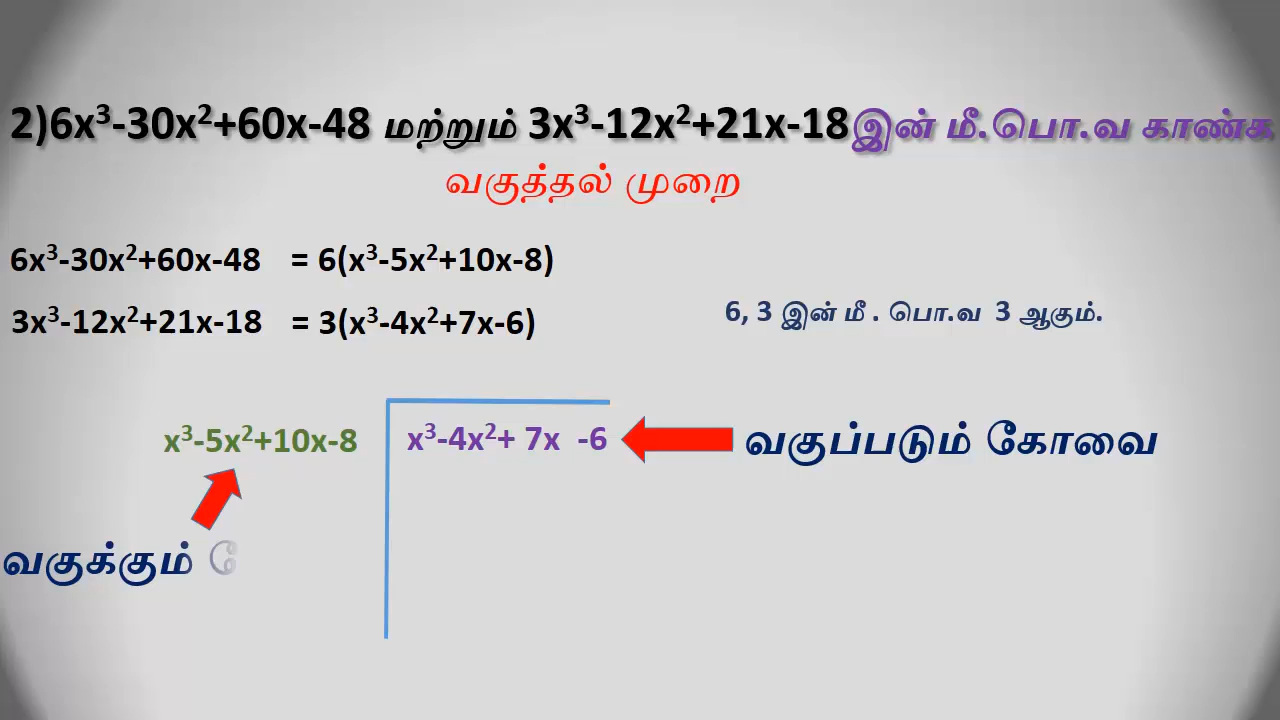 2)6x³-30x²+60x-48 மற்றும் 3x³-12x²+21x-18இன் மீ.பொ.வ காண்க
வகுத்தல் முறை
6x³-30x²+60x-48 = 6(x³-5x²+10x-8)
3x³-12x²+21x-18 = 3(x³-4x²+7x-6)
6, 3 இன் மீ . பொ.வ 3 ஆகும்.
x³-5x²+10x-8 x³-4x²+ 7x -6 வகுப்படும் கோவை
வகுக்கும்